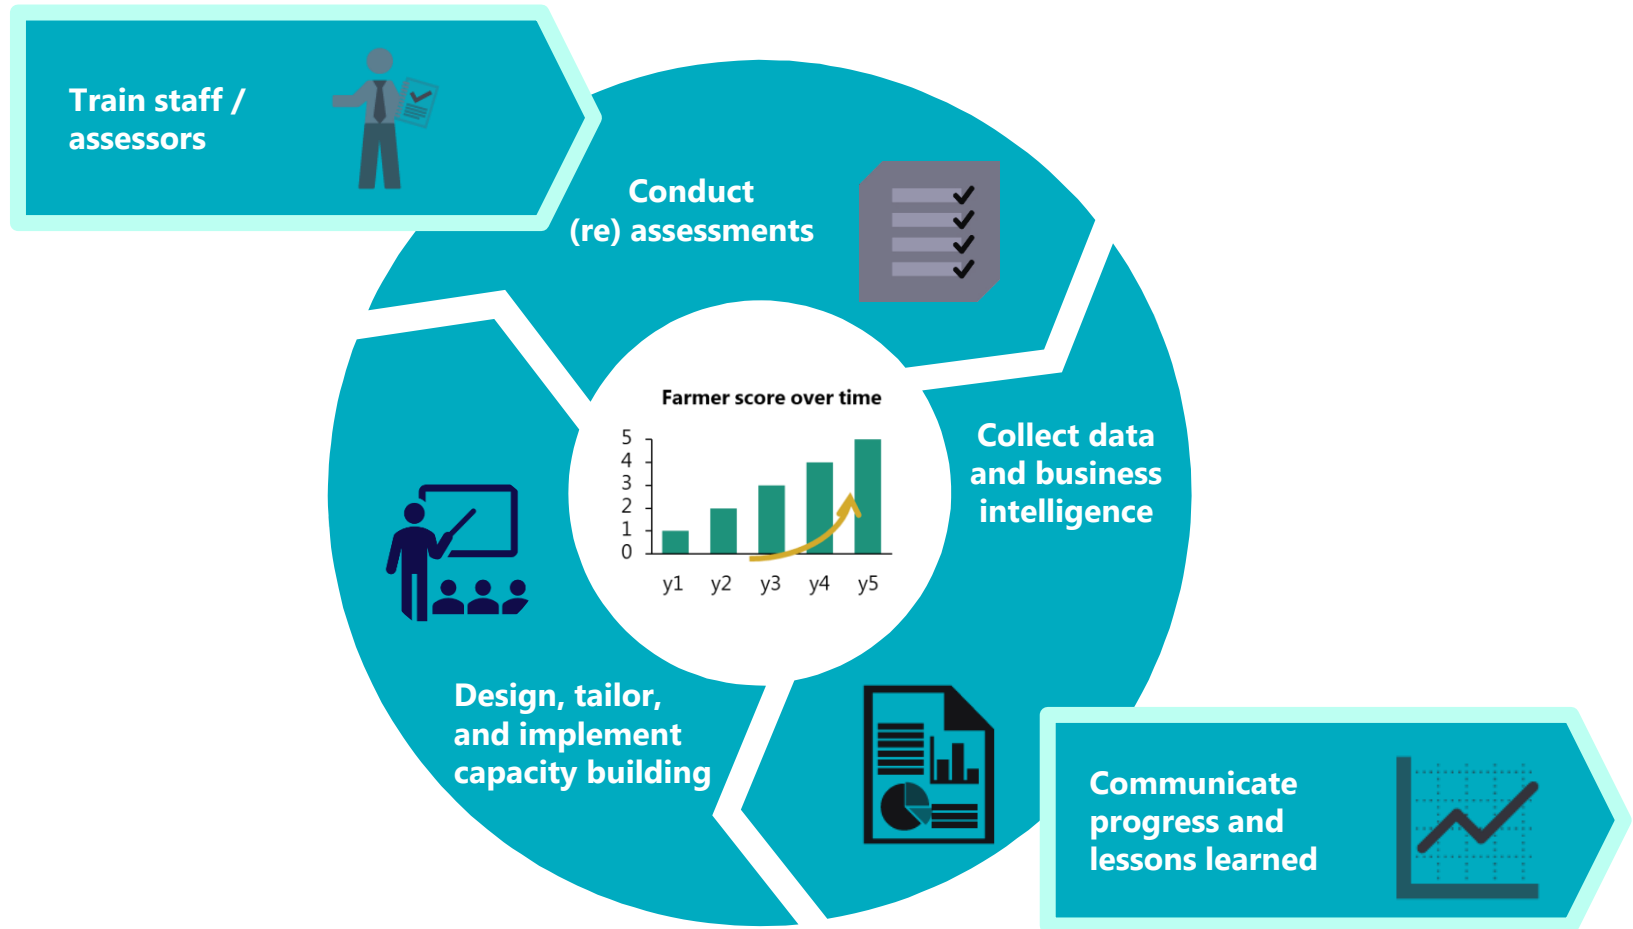 Train staff /
assessors
Conduct
(re) assessments
Farmer score over time
5
4
3
2
1
0
y1 y2 y3 y4 y5
Collect data
and business
intelligence
Design, tailor,
and implement
capacity building
Communicate
progress and
lessons learned